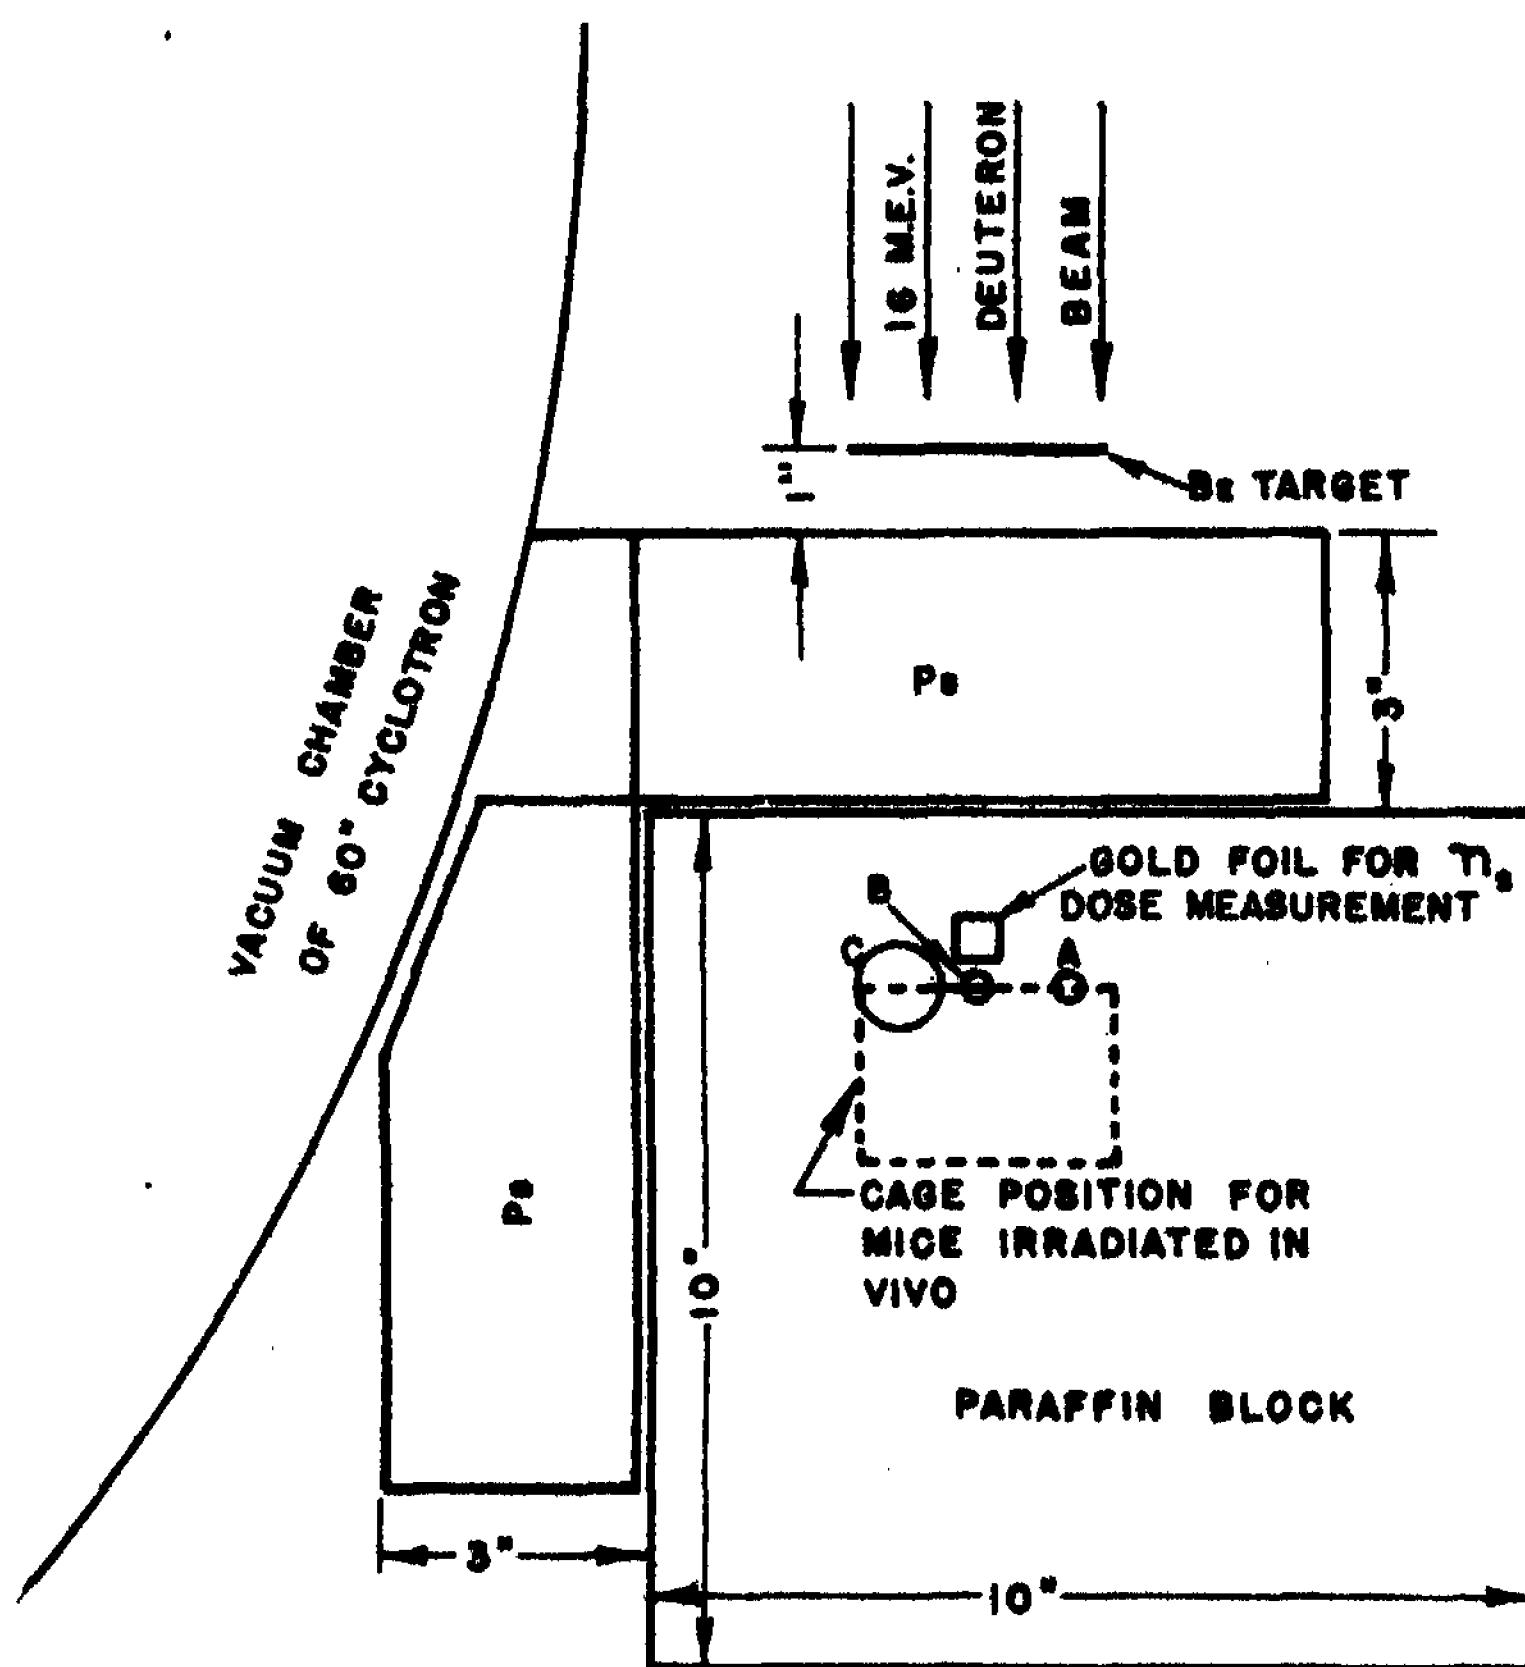 16 M.E.V.
DEUTERON
BEAM
1"
Be TARGET
VACUUM CHAMBER
OF 60" CYCLOTRON
Pb
3"
GOLD FOIL FOR ηs
DOSE MEASUREMENT
B
C
A
Pb
CAGE POSITION FOR
MICE IRRADIATED IN
VIVO
10"
PARAFFIN BLOCK
3"
10"